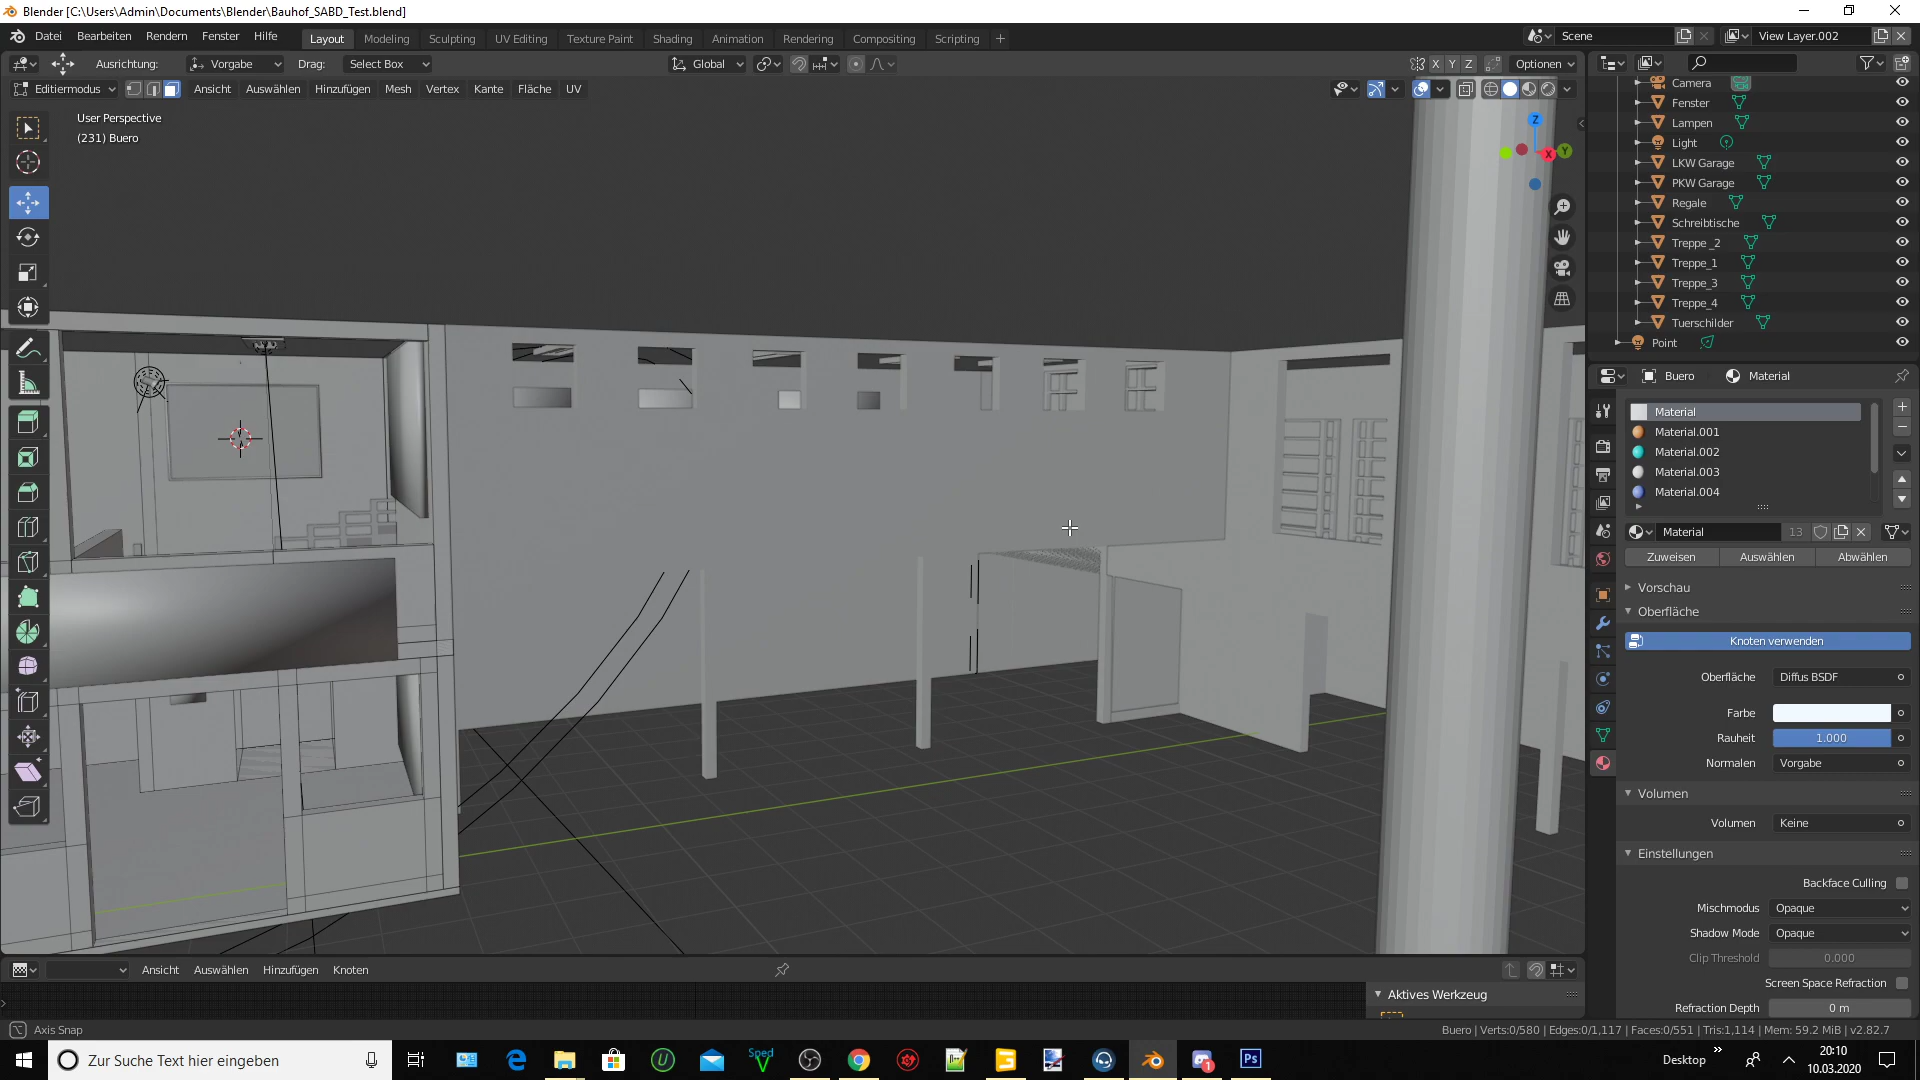 Blender [C:\Users\Admin\Documents\Blender\Bauhof_SABD_Test.blend]
Datei Bearbeiten Rendern Fenster Hilfe Layout Modeling Sculpting UV Editing Texture Paint Shading Animation Rendering Compositing Scripting + Scene View Layer.002
Ausrichtung: Vorgabe Drag: Select Box Global X Y Z Optionen
Editiermodus Ansicht Auswählen Hinzufügen Mesh Vertex Kante Fläche UV
User Perspective
(231) Buero
Z
X
Y
Camera
Fenster
Lampen
Light
LKW Garage
PKW Garage
Regale
Schreibtische
Treppe _2
Treppe_1
Treppe_3
Treppe_4
Tuerschilder
Point
Buero Material
Material
Material.001
Material.002
Material.003
Material.004
Material 13
Zuweisen Auswählen Abwählen
Vorschau
Oberfläche
Knoten verwenden
Oberfläche Diffus BSDF
Farbe
Rauheit 1.000
Normalen Vorgabe
Volumen
Volumen Keine
Einstellungen
Backface Culling
Mischmodus Opaque
Shadow Mode Opaque
Clip Threshold 0.000
Screen Space Refraction
Refraction Depth 0 m
Ansicht Auswählen Hinzufügen Knoten
Aktives Werkzeug
Axis Snap
Buero | Verts:0/580 | Edges:0/1,117 | Faces:0/551 | Tris:1,114 | Mem: 59.2 MiB | v2.82.7
Zur Suche Text hier eingeben
Sped
V
Ps
1
Desktop
20:10
10.03.2020